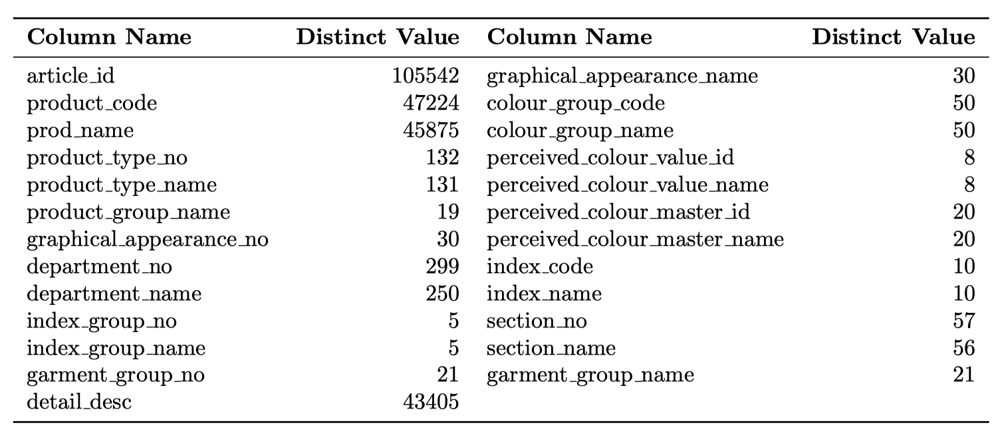 Column Name Distinct Value Column Name Distinct Value
article_id 105542 graphical_appearance_name 30
product_code 47224 colour_group_code 50
prod_name 45875 colour_group_name 50
product_type_no 132 perceived_colour_value_id 8
product_type_name 131 perceived_colour_value_name 8
product_group_name 19 perceived_colour_master_id 20
graphical_appearance_no 30 perceived_colour_master_name 20
department_no 299 index_code 10
department_name 250 index_name 10
index_group_no 5 section_no 57
index_group_name 5 section_name 56
garment_group_no 21 garment_group_name 21
detail_desc 43405